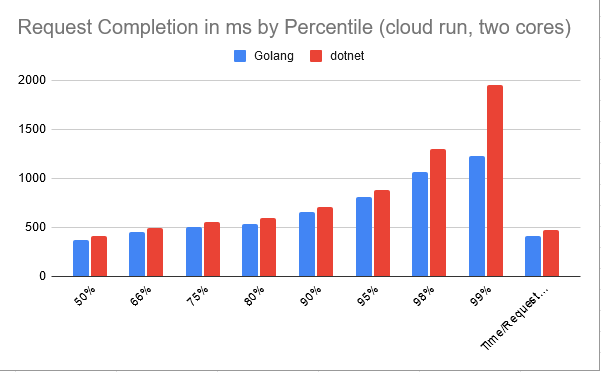 Request Completion in ms by Percentile (cloud run, two cores)
Golang dotnet
2000
1500
1000
500
0
50% 66% 75% 80% 90% 95% 98% 99% Time/Request...